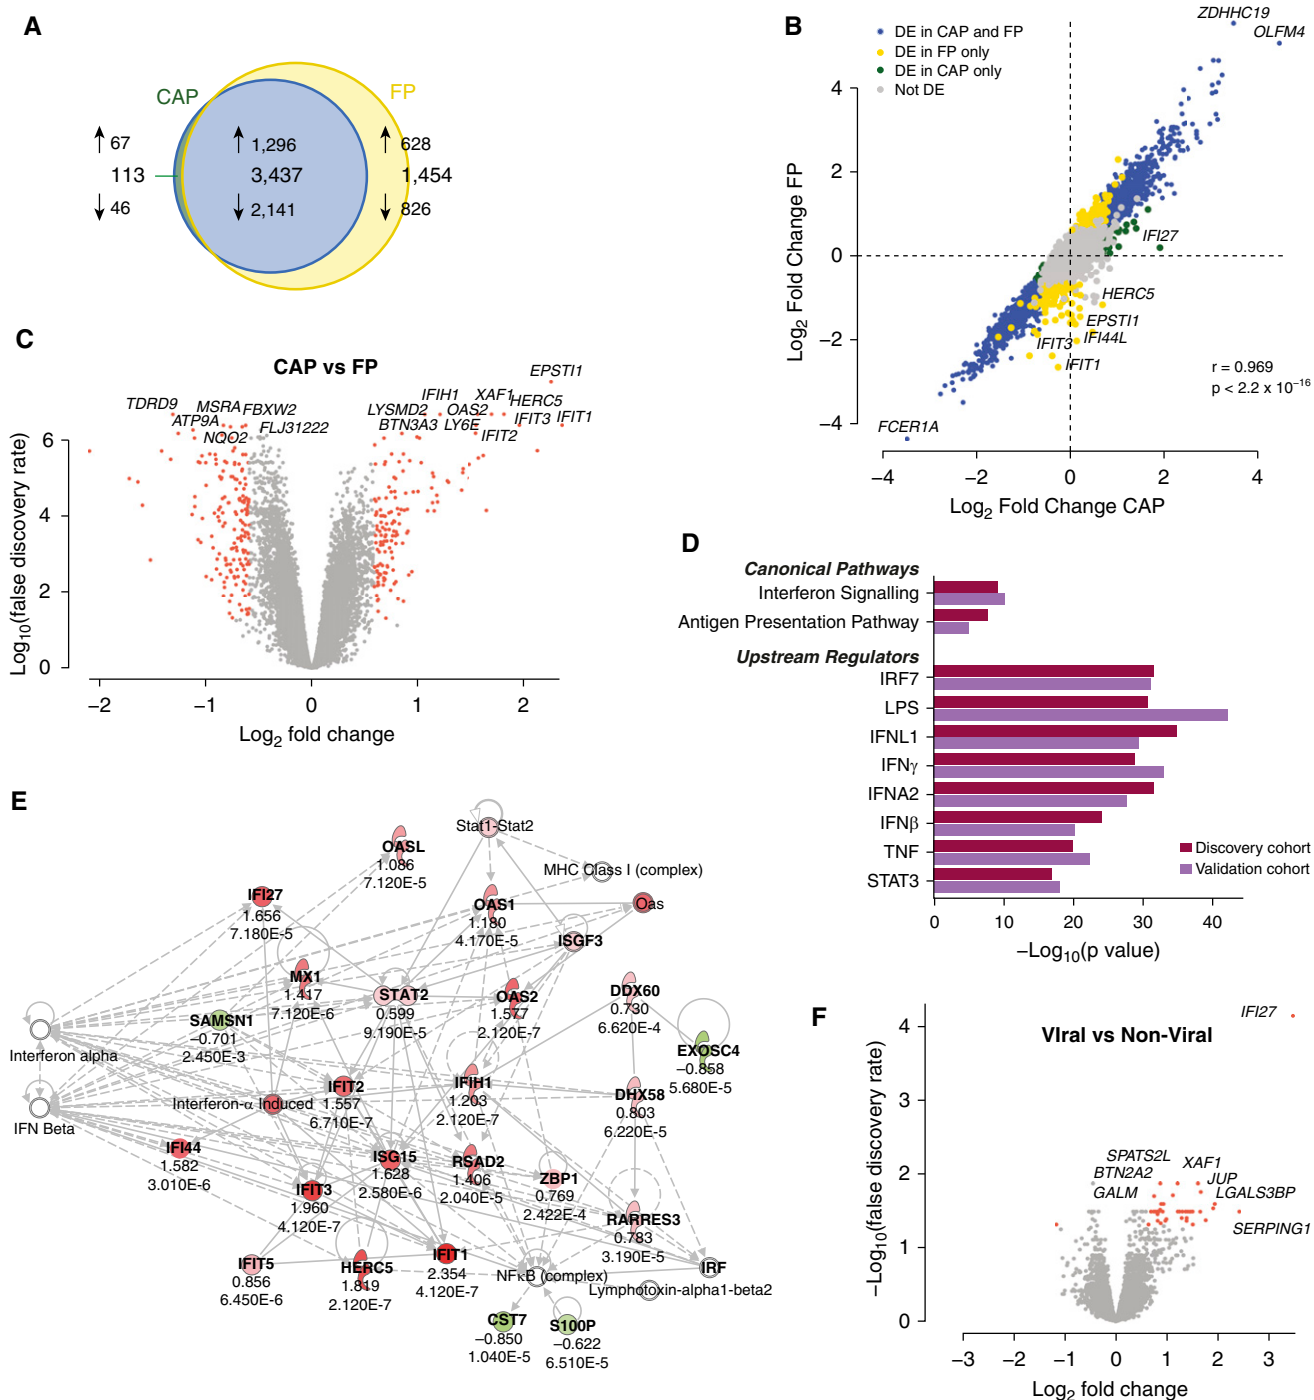 A
CAP
FP
67
113
46
1,296
3,437
2,141
628
1,454
826
B
DE in CAP and FP
DE in FP only
DE in CAP only
Not DE
ZDHHC19
OLFM4
IFI27
HERC5
EPSTI1
IFI44L
IFIT3
IFIT1
FCER1A
r = 0.969
p < 2.2 x 10⁻¹⁶
Log₂ Fold Change FP
4
2
0
−2
−4
−4 −2 0 2 4
Log₂ Fold Change CAP
C
CAP vs FP
EPSTI1
TDRD9
MSRA
FBXW2
ATP9A
NQO2
FLJ31222
IFIH1
XAF1
HERC5
LYSMD2
OAS2
IFIT3
IFIT1
BTN3A3
LY6E
IFIT2
Log₁₀(false discovery rate)
6
4
2
0
−2 −1 0 1 2
Log₂ fold change
D
Canonical Pathways
Interferon Signalling
Antigen Presentation Pathway
Upstream Regulators
IRF7
LPS
IFNL1
IFNγ
IFNA2
IFNβ
TNF
STAT3
Discovery cohort
Validation cohort
0 10 20 30 40
−Log₁₀(p value)
E
Stat1-Stat2
OASL
1.086
7.120E-5
MHC Class I (complex)
IFI27
1.656
7.180E-5
OAS1
1.180
4.170E-5
Oas
ISGF3
MX1
1.417
7.120E-6
STAT2
0.599
9.190E-5
OAS2
1.577
2.120E-7
DDX60
0.730
6.620E-4
SAMSN1
−0.701
2.450E-3
Interferon alpha
EXOSC4
−0.858
5.680E-5
IFIT2
1.557
6.710E-7
IFIH1
1.203
2.120E-7
DHX58
0.803
6.220E-5
Interferon-α Induced
IFN Beta
IFI44
1.582
3.010E-6
ISG15
1.628
2.580E-6
RSAD2
1.406
2.040E-5
ZBP1
0.769
2.422E-4
IFIT3
1.960
4.120E-7
RARRES3
0.783
3.190E-5
IFIT5
0.856
6.450E-6
HERC5
1.819
2.120E-7
IFIT1
2.354
4.120E-7
NFκB (complex)
IRF
Lymphotoxin-alpha1-beta2
CST7
−0.850
1.040E-5
S100P
−0.622
6.510E-5
F
VIral vs Non-Viral
IFI27
SPATS2L
XAF1
BTN2A2
JUP
GALM
LGALS3BP
SERPING1
−Log₁₀(false discovery rate)
4
3
2
1
0
−3 −2 −1 0 1 2 3
Log₂ fold change